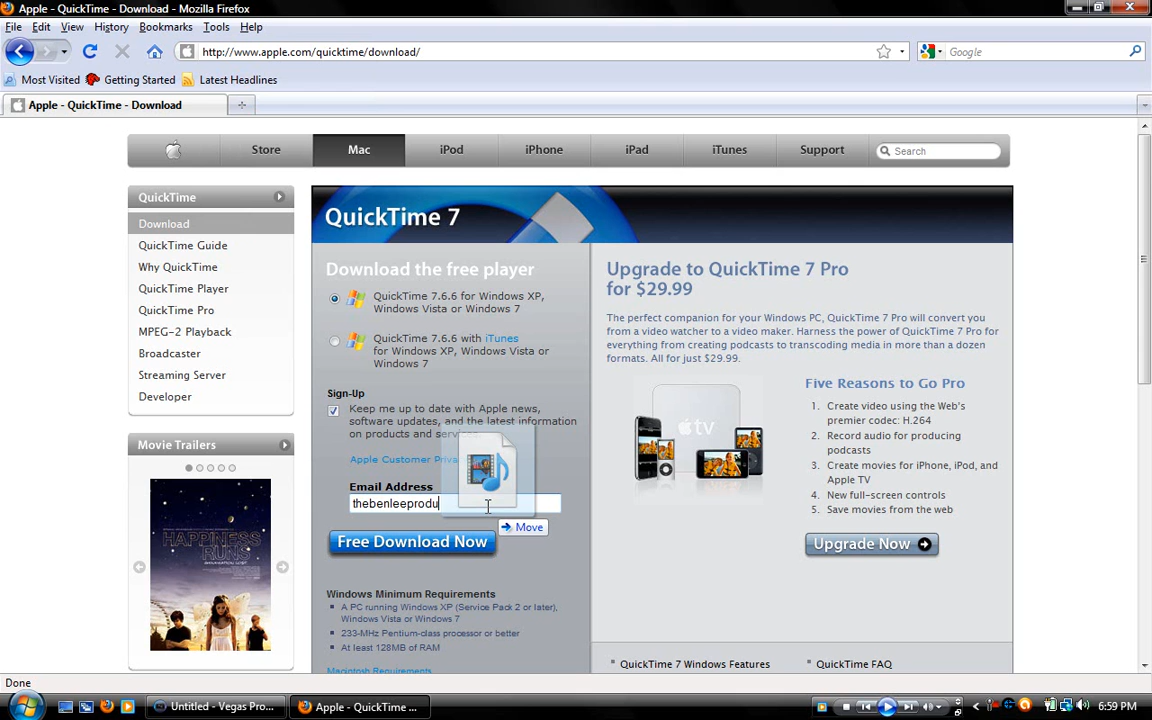 Apple - QuickTime - Download - Mozilla Firefox
File Edit View History Bookmarks Tools Help
http://www.apple.com/quicktime/download/
Google
Most Visited Getting Started Latest Headlines
Apple - QuickTime - Download
Store Mac iPod iPhone iPad iTunes Support Search
QuickTime
Download
QuickTime Guide
Why QuickTime
QuickTime Player
QuickTime Pro
MPEG-2 Playback
Broadcaster
Streaming Server
Developer
Movie Trailers
HAPPINESS
RUNS
QuickTime 7
Download the free player
QuickTime 7.6.6 for Windows XP,
Windows Vista or Windows 7
QuickTime 7.6.6 with iTunes
for Windows XP, Windows Vista or
Windows 7
Sign-Up
Keep me up to date with Apple news,
software updates, and the latest information
on products and
Apple Customer
Email Address
thebenleeprodu
Move
Free Download Now
Windows Minimum Requirements
A PC running Windows XP (Service Pack 2 or later),
Windows Vista or Windows 7
233-MHz Pentium-class processor or better
At least 128MB of RAM
Macintosh Requirements
Upgrade to QuickTime 7 Pro
for $29.99
The perfect companion for your Windows PC, QuickTime 7 Pro will convert you
from a video watcher to a video maker. Harness the power of QuickTime 7 Pro for
everything from creating podcasts to transcoding media in more than a dozen
formats. All for just $29.99.
tv
Five Reasons to Go Pro
1. Create video using the Web's
premier codec: H.264
2. Record audio for producing
podcasts
3. Create movies for iPhone, iPod, and
Apple TV
4. New full-screen controls
5. Save movies from the web
Upgrade Now
QuickTime 7 Windows Features
QuickTime FAQ
Done
Untitled - Vegas Pro...
Apple - QuickTime ...
6:59 PM